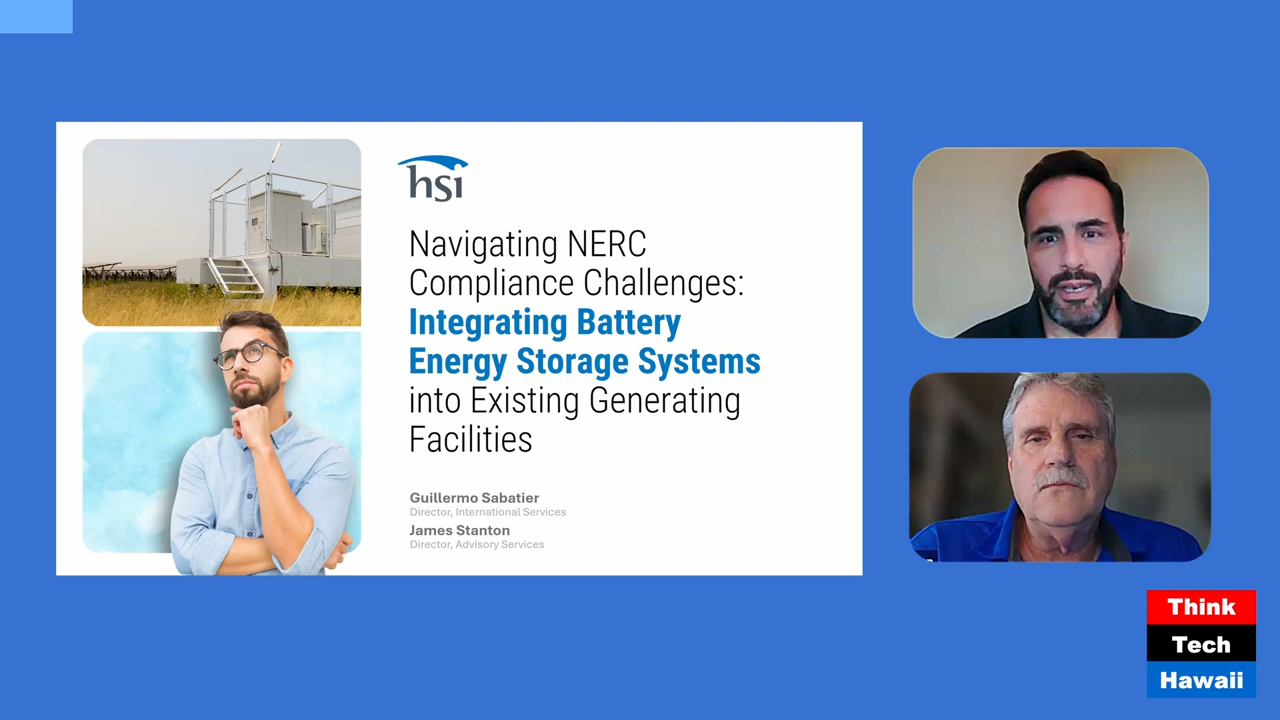 hsi
Navigating NERC
Compliance Challenges:
Integrating Battery
Energy Storage Systems
into Existing Generating
Facilities
Guillermo Sabatier
Director, International Services
James Stanton
Director, Advisory Services
Think
Tech
Hawaii